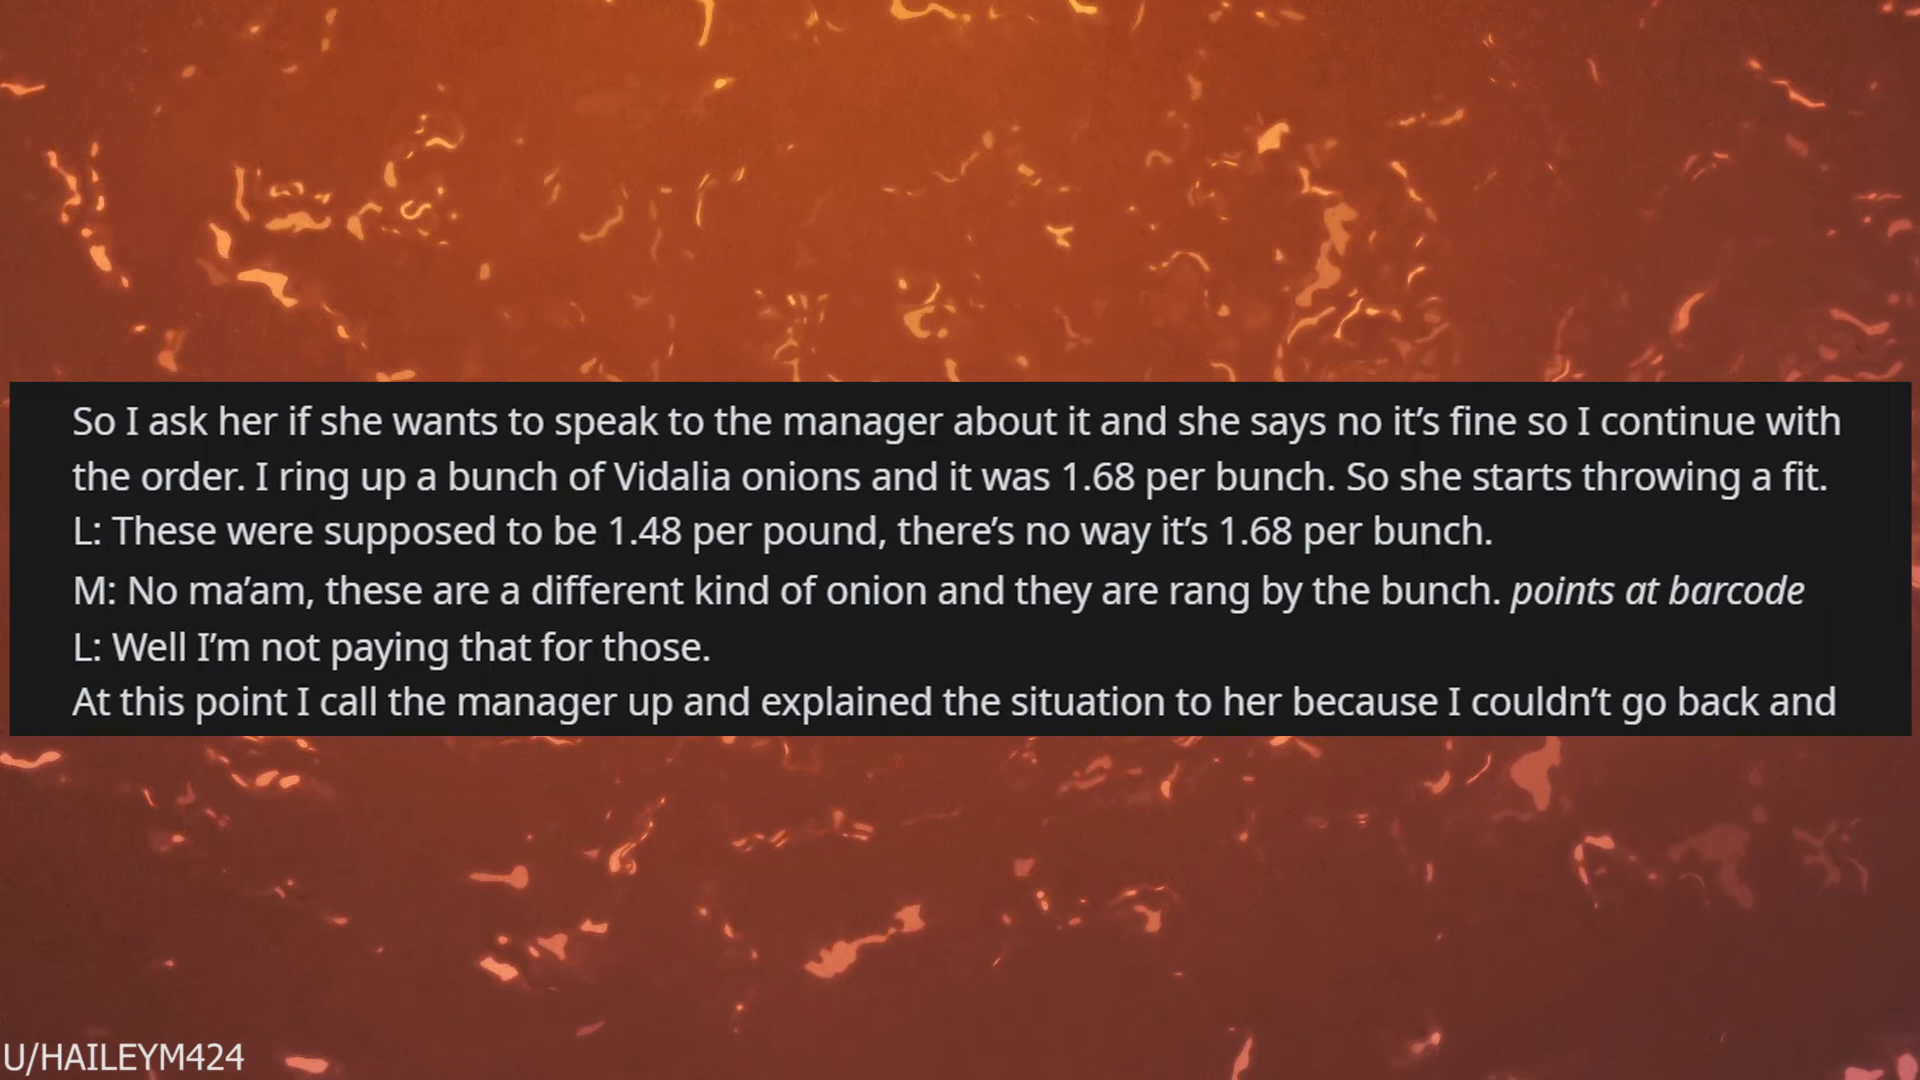 So I ask her if she wants to speak to the manager about it and she says no it’s fine so I continue with
the order. I ring up a bunch of Vidalia onions and it was 1.68 per bunch. So she starts throwing a fit.
L: These were supposed to be 1.48 per pound, there’s no way it’s 1.68 per bunch.
M: No ma’am, these are a different kind of onion and they are rang by the bunch. points at barcode
L: Well I’m not paying that for those.
At this point I call the manager up and explained the situation to her because I couldn’t go back and
U/HAILEYM424